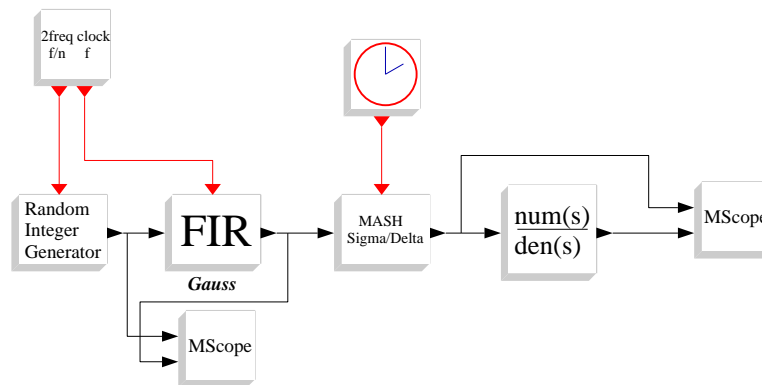 2freq clock
f/n f
Random
Integer
Generator
FIR
Gauss
MScope
MASH
Sigma/Delta
num(s)
den(s)
MScope